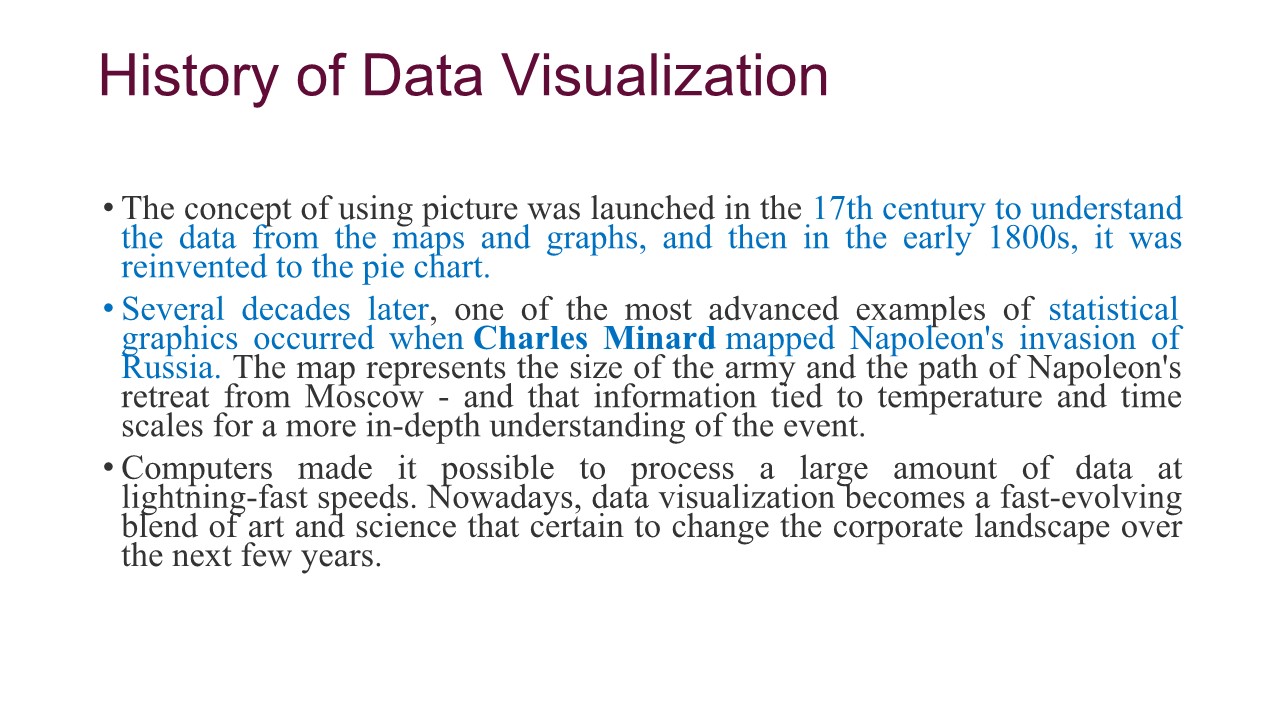 History of Data Visualization
• The concept of using picture was launched in the 17th century to understand
the data from the maps and graphs, and then in the early 1800s, it was
reinvented to the pie chart.
• Several decades later, one of the most advanced examples of statistical
graphics occurred when Charles Minard mapped Napoleon's invasion of
Russia. The map represents the size of the army and the path of Napoleon's
retreat from Moscow - and that information tied to temperature and time
scales for a more in-depth understanding of the event.
• Computers made it possible to process a large amount of data at
lightning-fast speeds. Nowadays, data visualization becomes a fast-evolving
blend of art and science that certain to change the corporate landscape over
the next few years.